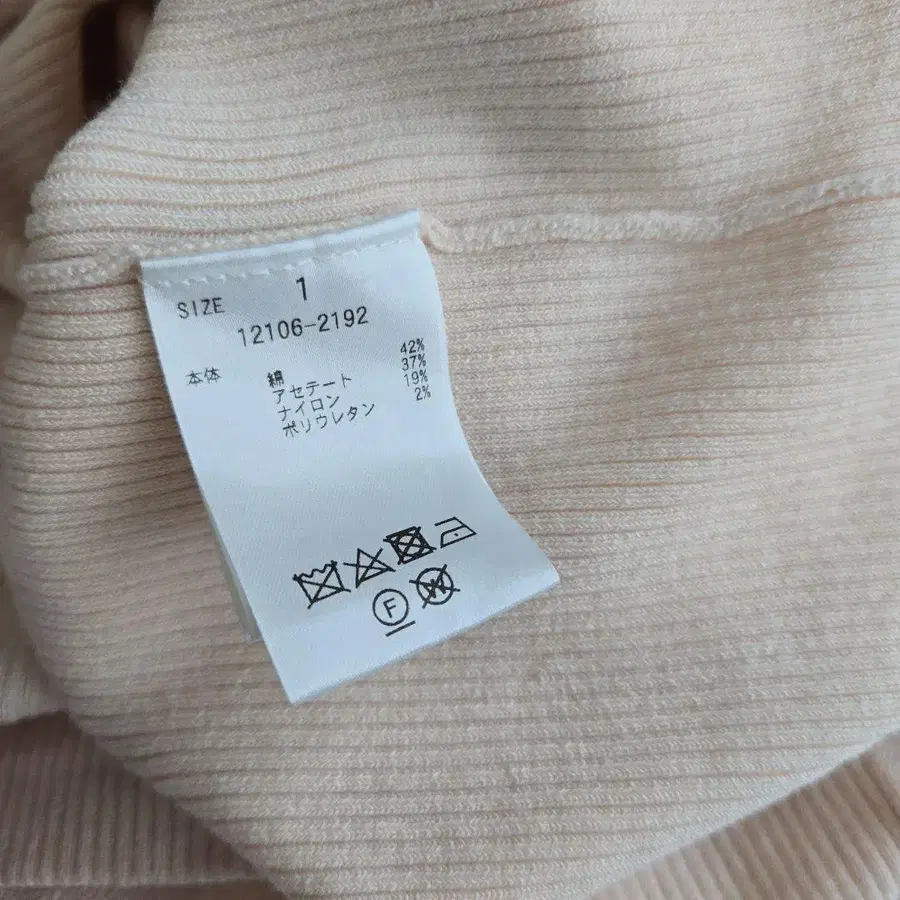 SIZE 1
12106-2192
本体 綿 42%
アセテート 37%
ナイロン 19%
ポリウレタン 2%
F W